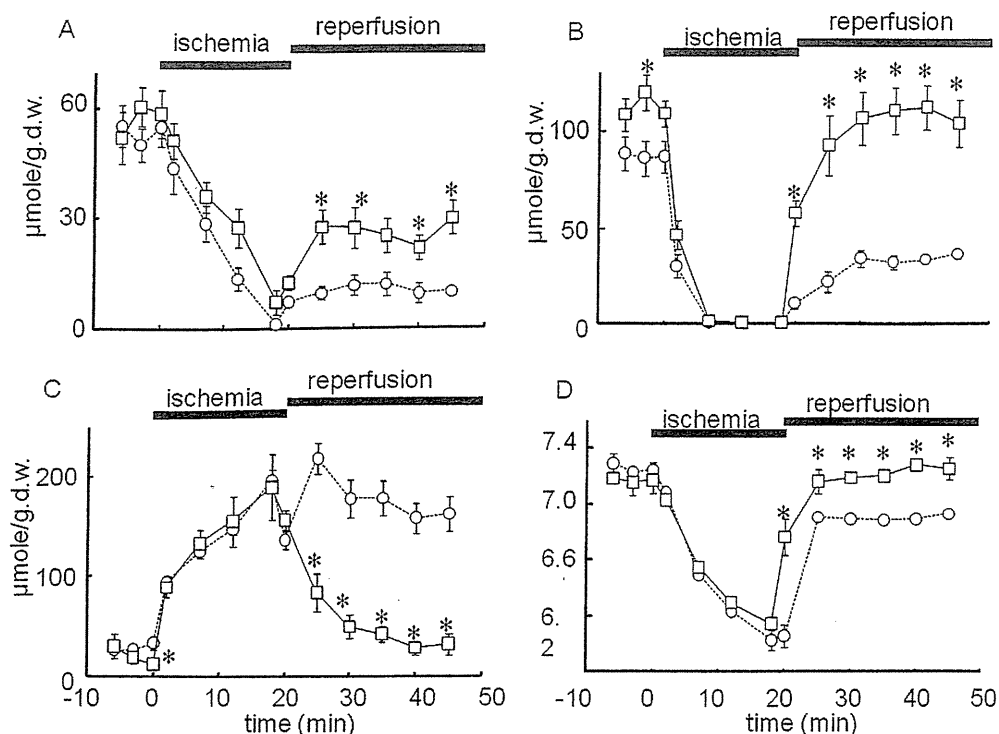 A
ischemia
reperfusion
µmole/g.d.w.
60
30
0
* * * *
B
ischemia
reperfusion
µmole/g.d.w.
100
50
0
* * * * * * *
C
ischemia
reperfusion
µmole/g.d.w.
200
100
0
* * * * * *
-10 0 10 20 30 40 50
time (min)
D
ischemia
reperfusion
7.4
7.0
6.6
6.
2
* * * * * *
-10 0 10 20 30 40 50
time (min)